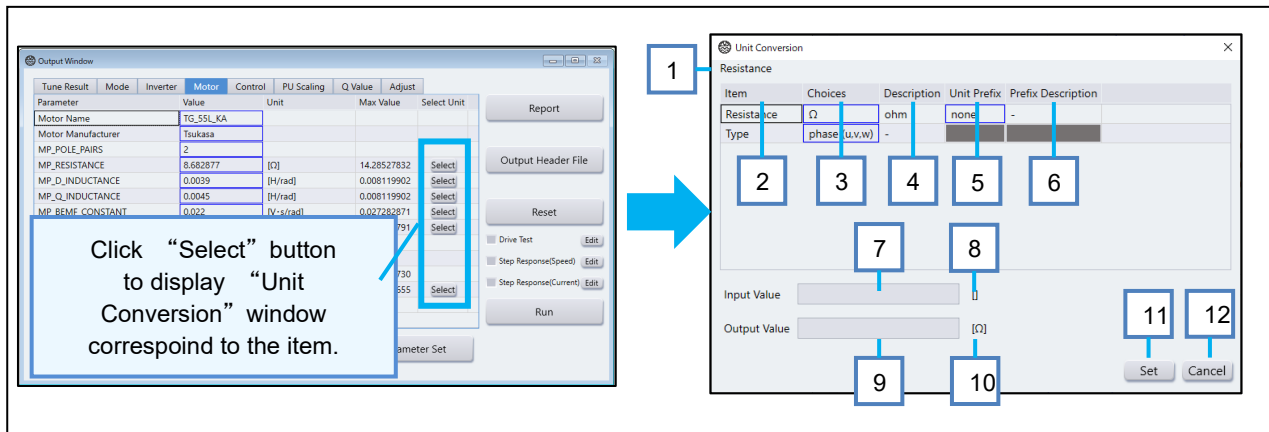 Output Window
Tune Result Mode Inverter Motor Control PU Scaling Q Value Adjust
Parameter Value Unit Max Value Select Unit
Motor Name TG_55L_KA
Motor Manufacturer Tsukasa
MP_POLE_PAIRS 2
MP_RESISTANCE 8.682877 [Ω] 14.28527832 Select
MP_D_INDUCTANCE 0.0039 [H/rad] 0.008119902 Select
MP_Q_INDUCTANCE 0.0045 [H/rad] 0.008119902 Select
MP_BEMF_CONSTANT 0.022 [V·s/rad] 0.027282871 Select
791 Select
730
655 Select
Click “Select” button
to display “Unit
Conversion” window
correspoind to the item.
ameter Set
Report
Output Header File
Reset
Drive Test Edit
Step Response(Speed) Edit
Step Response(Current) Edit
Run
Unit Conversion
1
Resistance
Item Choices Description Unit Prefix Prefix Description
Resistance Ω ohm none -
Type phase (u,v,w) -
2 3 4 5 6
7 8
Input Value []
Output Value [Ω]
9 10
11 12
Set Cancel